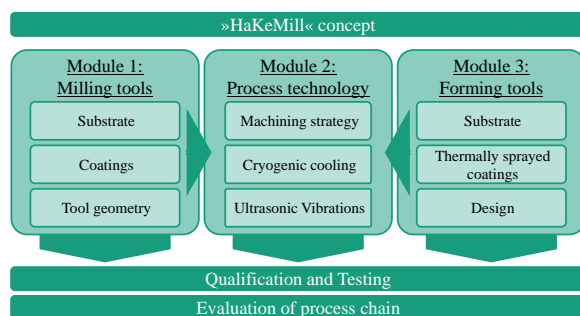 »HaKeMill« concept
Module 1:
Milling tools
Substrate
Coatings
Tool geometry
Module 2:
Process technology
Machining strategy
Cryogenic cooling
Ultrasonic Vibrations
Module 3:
Forming tools
Substrate
Thermally sprayed
coatings
Design
Qualification and Testing
Evaluation of process chain